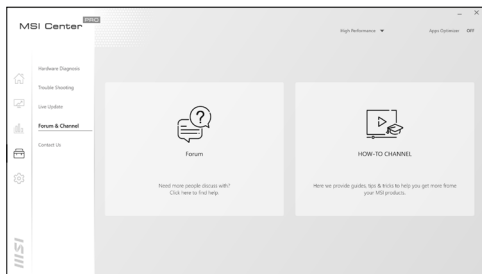 MSI Center PRO
High Performance
Apps Optimizer OFF
Hardware Diagnosis
Trouble Shooting
Live Update
Forum & Channel
Contact Us
Forum
Need more people discuss with?
Click here to find help.
HOW-TO CHANNEL
Here we provide guides, tips & tricks to help you get more frome
your MSI products.
msi